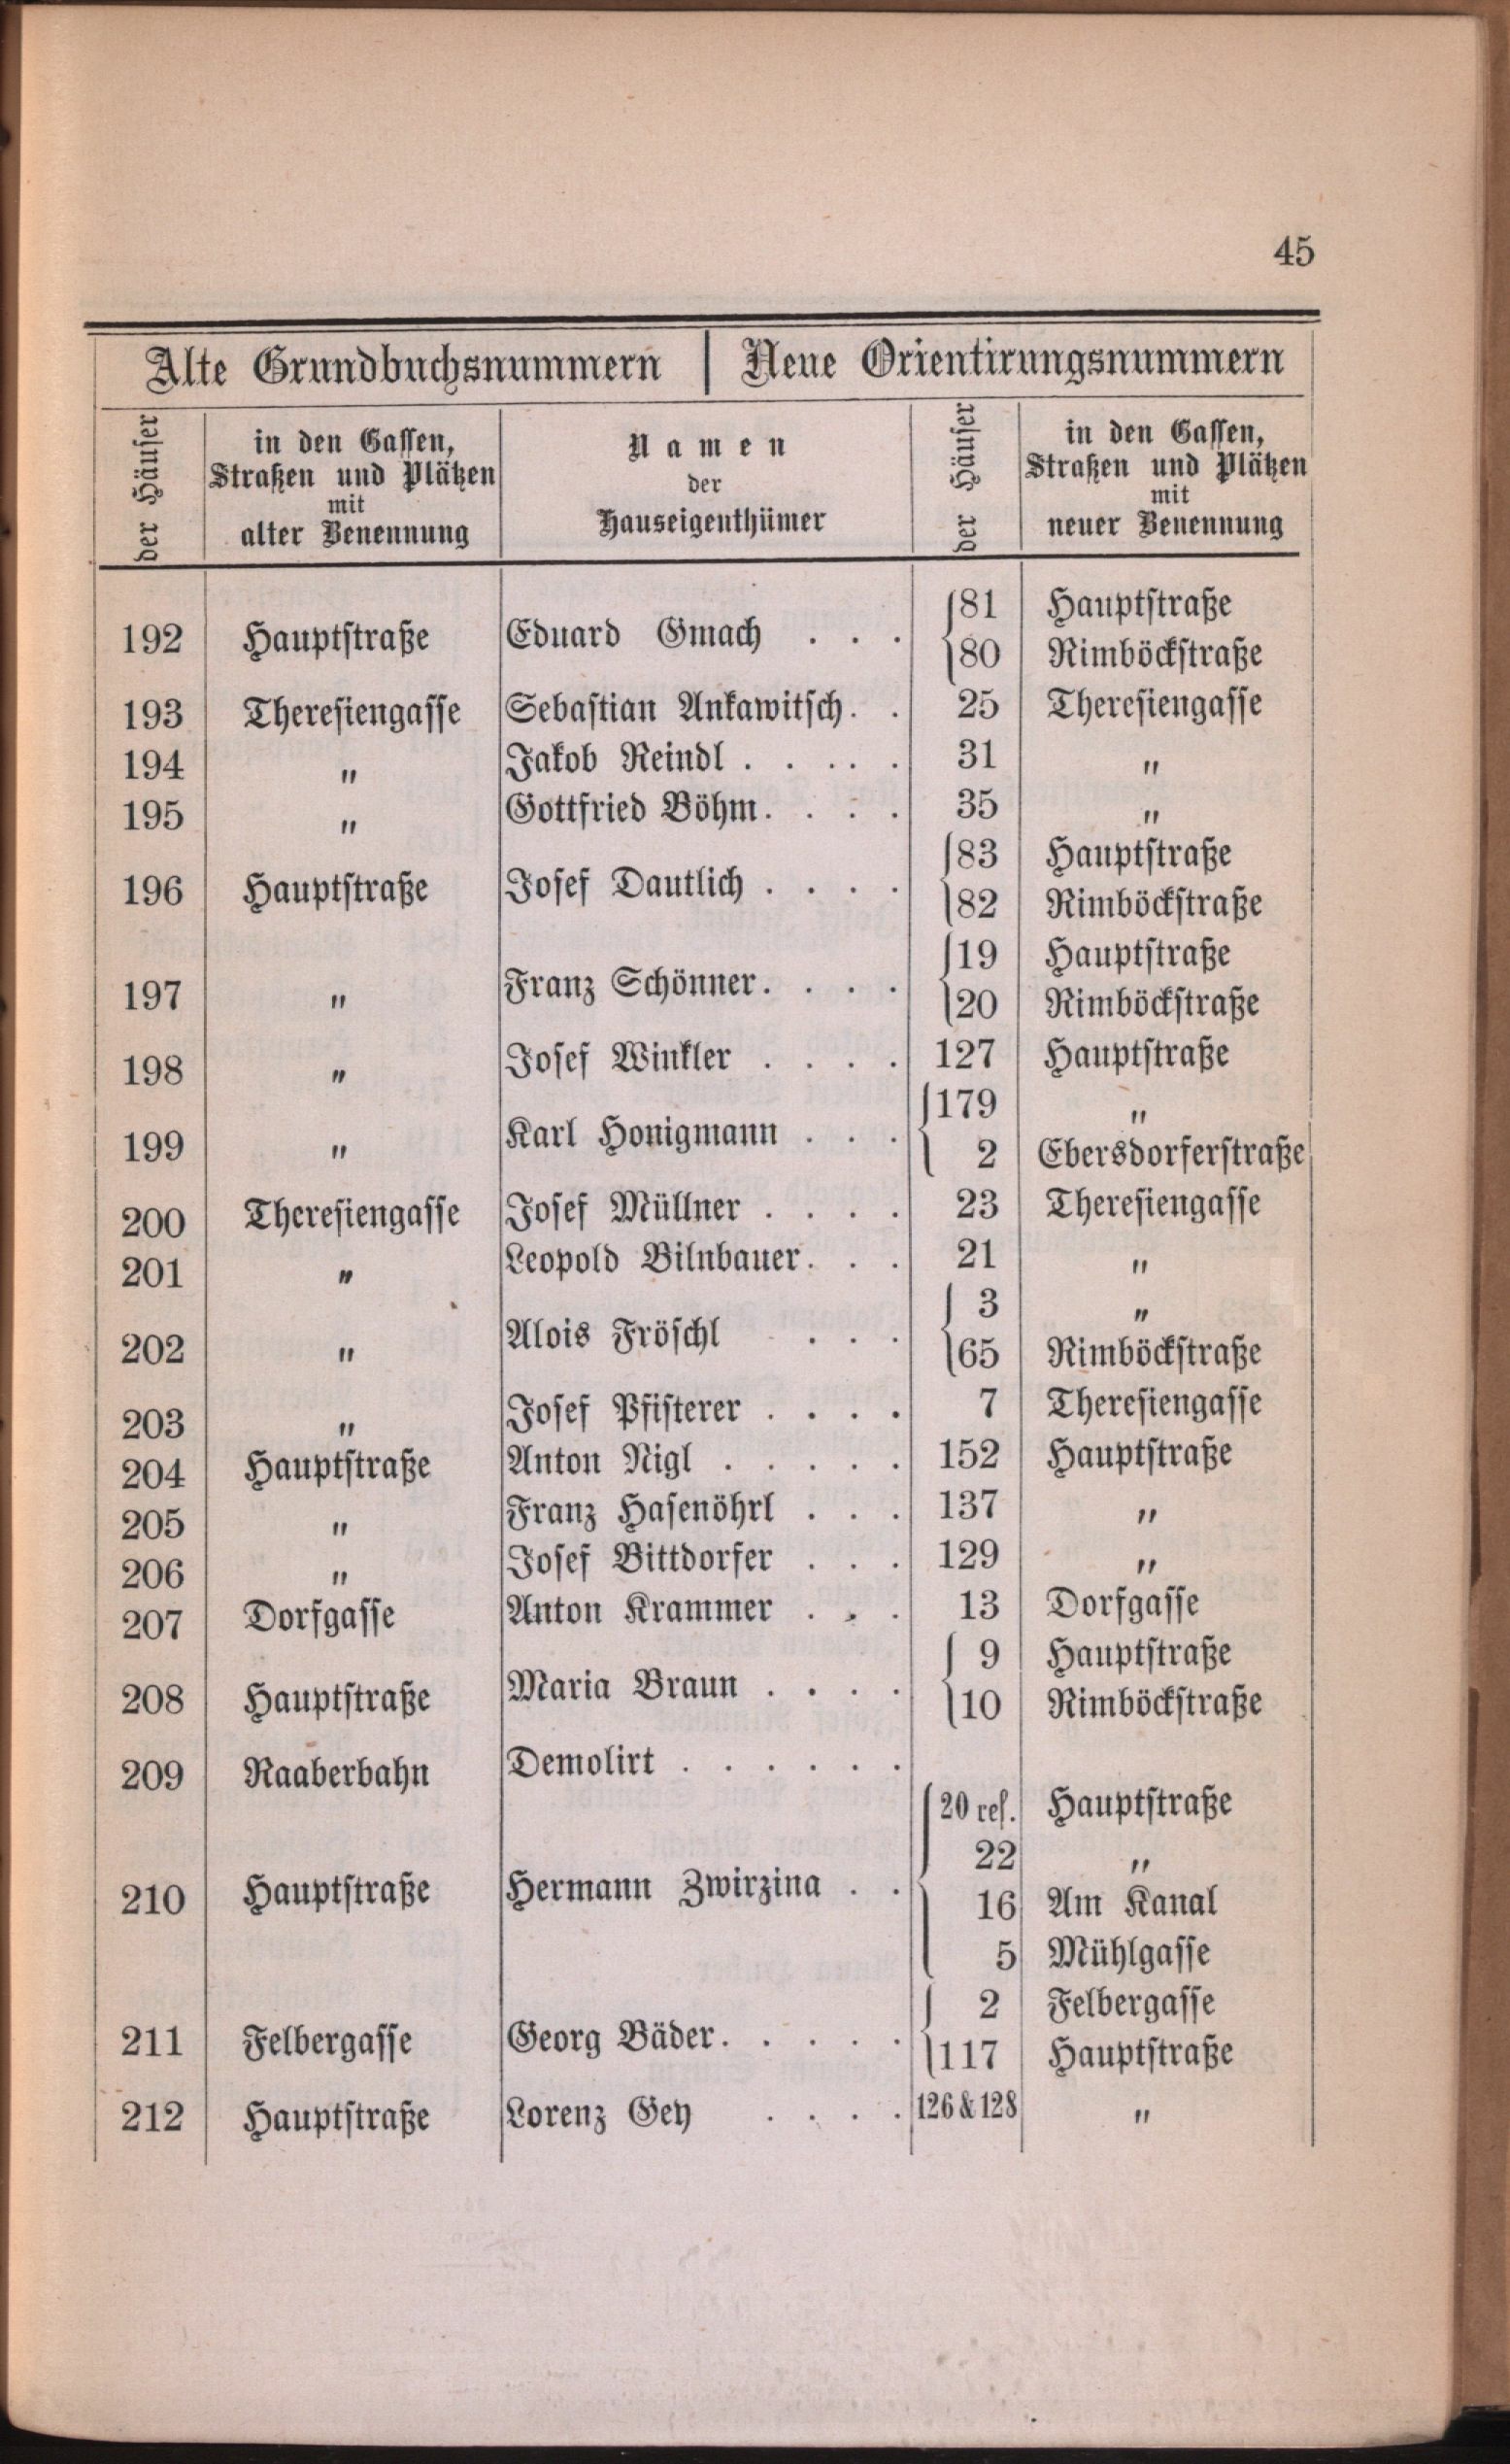 45
Alte Grundbuchsnummern | Neue Orientirungsnummern
der Häuser | in den Gassen, Straßen und Plätzen mit alter Benennung | Namen der Hauseigenthümer | der Häuser | in den Gassen, Straßen und Plätzen mit neuer Benennung
192 Hauptstraße Eduard Gmach . . . 81 Hauptstraße
80 Rimböckstraße
193 Theresiengasse Sebastian Ankawitsch. . 25 Theresiengasse
194 " Jakob Reindl . . . . . 31 "
195 " Gottfried Böhm. . . . 35 "
196 Hauptstraße Josef Dautlich . . . . 83 Hauptstraße
82 Rimböckstraße
197 " Franz Schönner. . . . 19 Hauptstraße
20 Rimböckstraße
198 " Josef Winkler . . . . 127 Hauptstraße
199 " Karl Honigmann . . . 179 "
2 Ebersdorferstraße
200 Theresiengasse Josef Müllner . . . . 23 Theresiengasse
201 " Leopold Bilnbauer. . . 21 "
202 " Alois Fröschl . . . 3 "
65 Rimböckstraße
203 " Josef Pfisterer . . . . 7 Theresiengasse
204 Hauptstraße Anton Nigl . . . . . 152 Hauptstraße
205 " Franz Hasenöhrl . . . 137 "
206 " Josef Bittdorfer . . . 129 "
207 Dorfgasse Anton Krammer . . . 13 Dorfgasse
208 Hauptstraße Maria Braun . . . . 9 Hauptstraße
10 Rimböckstraße
209 Raaberbahn Demolirt . . . . . .
210 Hauptstraße Hermann Zwirzina . . 20 res. Hauptstraße
22 "
16 Am Kanal
5 Mühlgasse
211 Felbergasse Georg Bäder. . . . . 2 Felbergasse
117 Hauptstraße
212 Hauptstraße Lorenz Gey . . . . 126 & 128 "